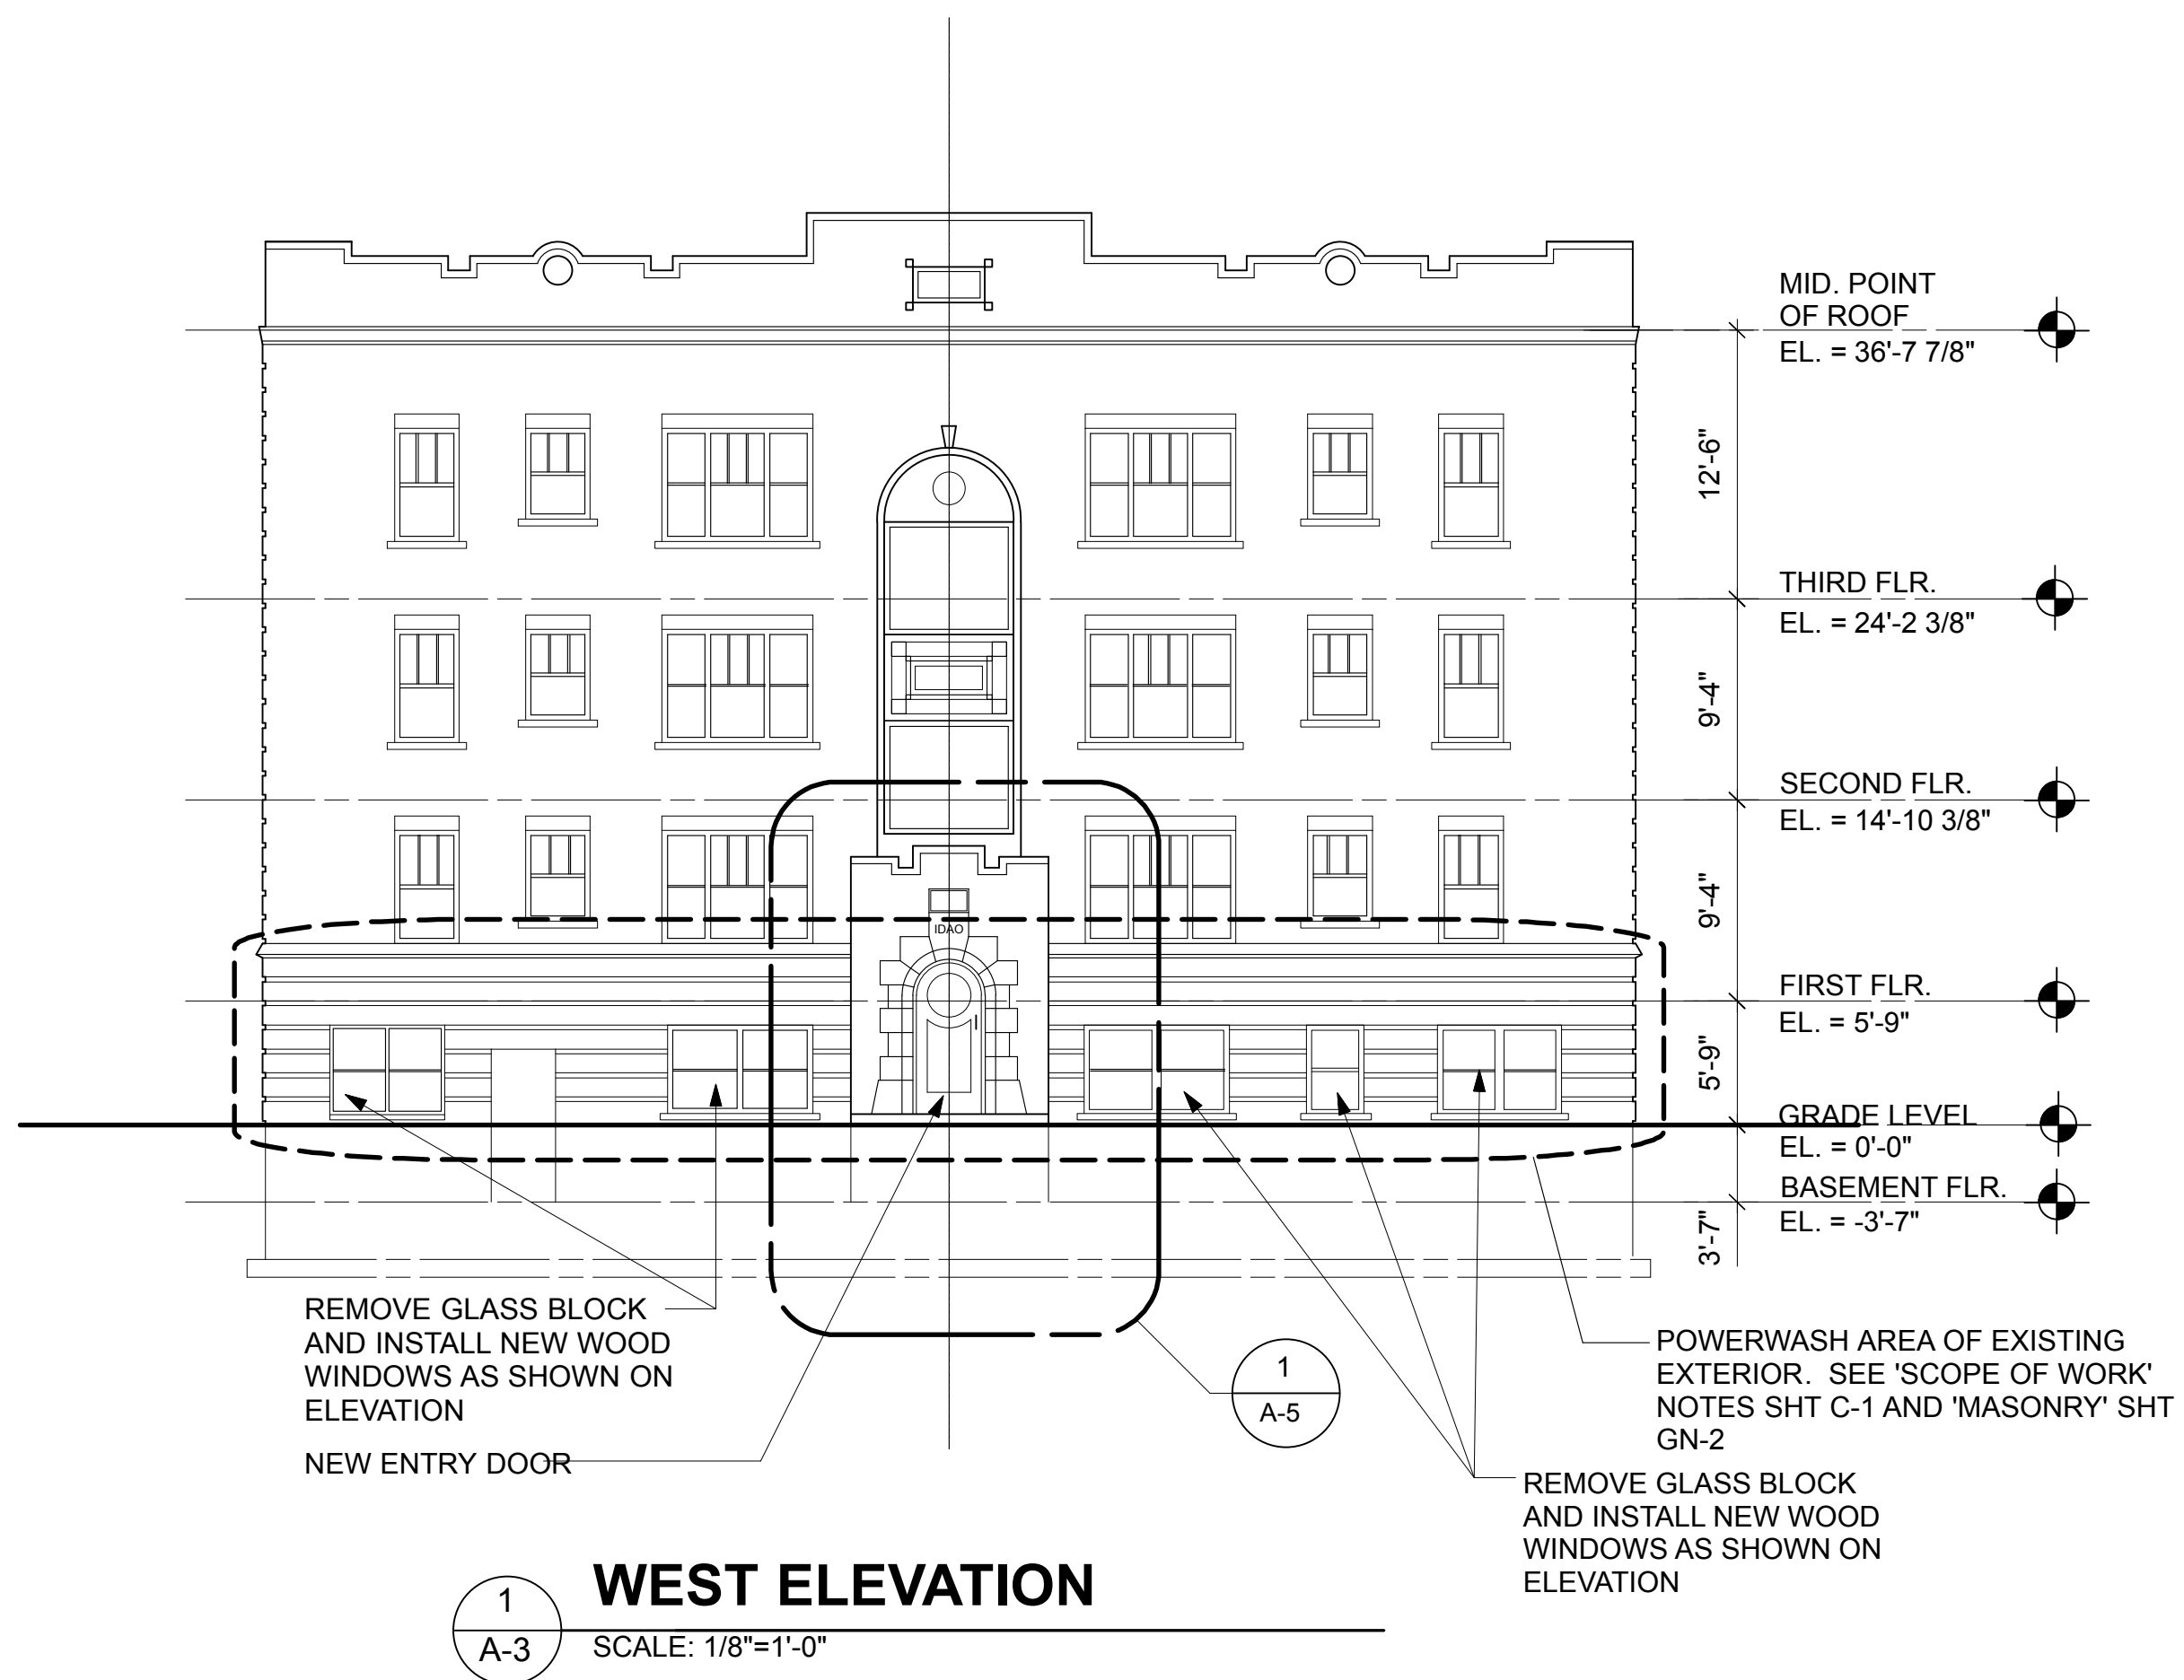 MID. POINT
OF ROOF
EL. = 36'-7 7/8"
12'-6"
THIRD FLR.
EL. = 24'-2 3/8"
9'-4"
SECOND FLR.
EL. = 14'-10 3/8"
9'-4"
IDAO
FIRST FLR.
EL. = 5'-9"
5'-9"
GRADE LEVEL
EL. = 0'-0"
BASEMENT FLR.
EL. = -3'-7"
3'-7"
REMOVE GLASS BLOCK
AND INSTALL NEW WOOD
WINDOWS AS SHOWN ON
ELEVATION
NEW ENTRY DOOR
1
A-5
POWERWASH AREA OF EXISTING
EXTERIOR.  SEE 'SCOPE OF WORK'
NOTES SHT C-1 AND 'MASONRY' SHT
GN-2
REMOVE GLASS BLOCK
AND INSTALL NEW WOOD
WINDOWS AS SHOWN ON
ELEVATION
1
A-3
WEST ELEVATION
SCALE: 1/8"=1'-0"